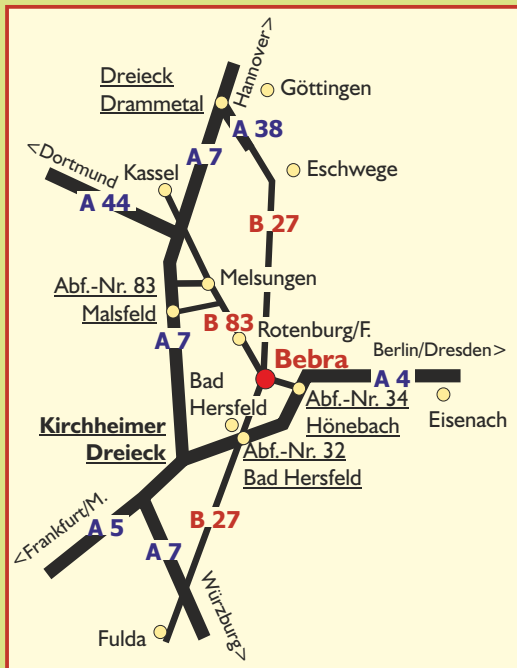 Hannover>
Dreieck
Drammetal
Göttingen
A 38
<Dortmund
A 7
Kassel
Eschwege
A 44
B 27
Abf.-Nr. 83
Malsfeld
Melsungen
B 83
Rotenburg/F.
A 7
Bebra
Berlin/Dresden>
A 4
Bad
Hersfeld
Abf.-Nr. 34
Hönebach
Eisenach
Kirchheimer
Dreieck
Abf.-Nr. 32
Bad Hersfeld
<Frankfurt/M.
A 5
B 27
A 7
Würzburg>
Fulda